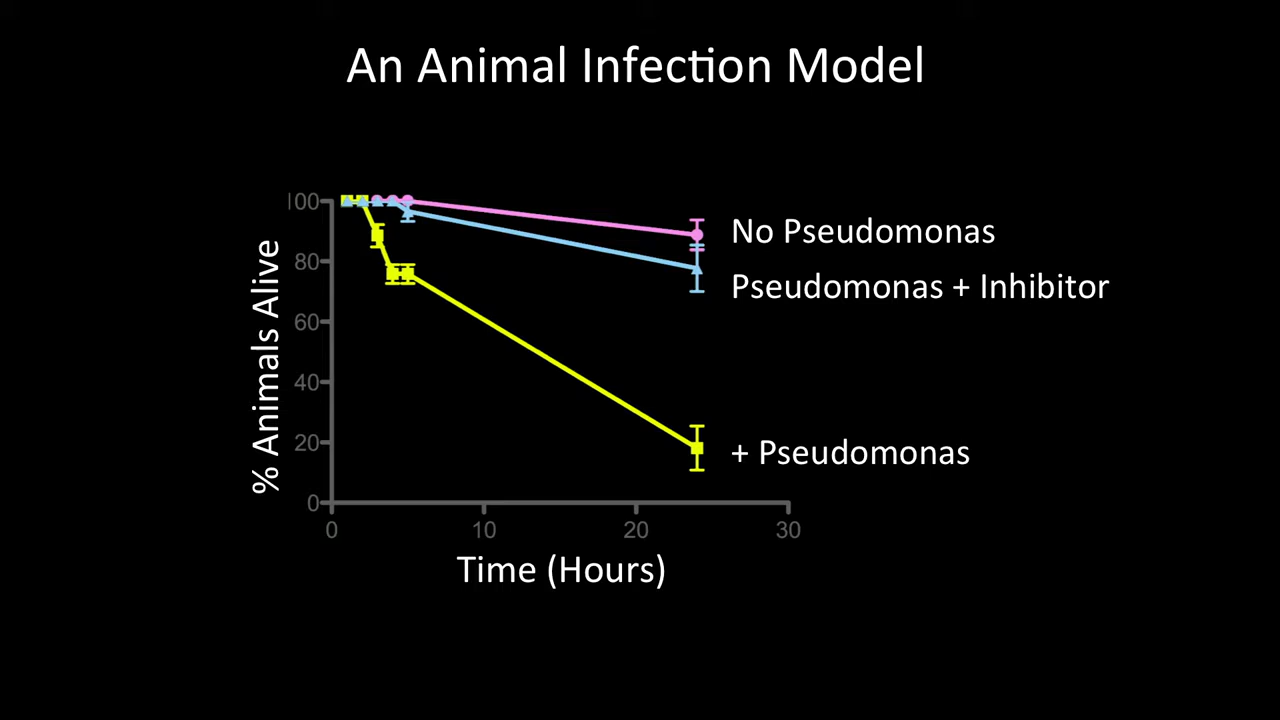 An Animal Infection Model
100
80
60
40
20
0
% Animals Alive
0 10 20 30
Time (Hours)
No Pseudomonas
Pseudomonas + Inhibitor
+ Pseudomonas